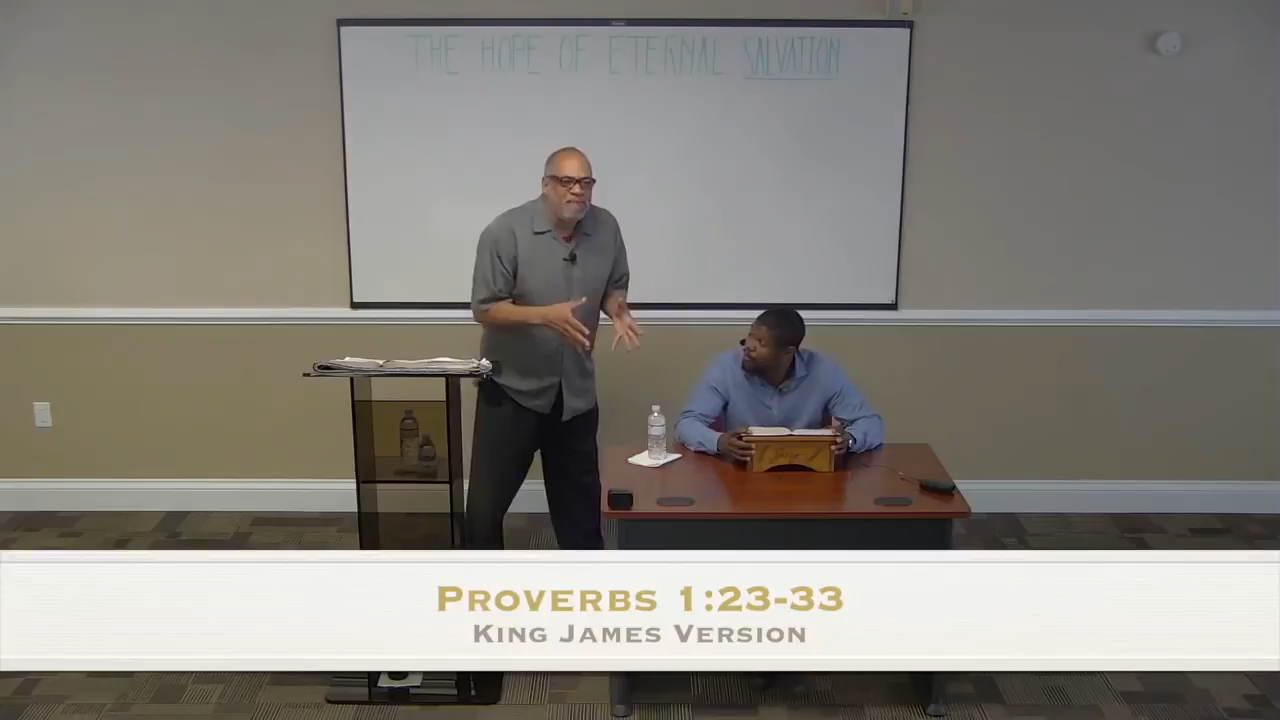 THE HOPE OF ETERNAL SALVATION
PROVERBS 1:23-33
KING JAMES VERSION